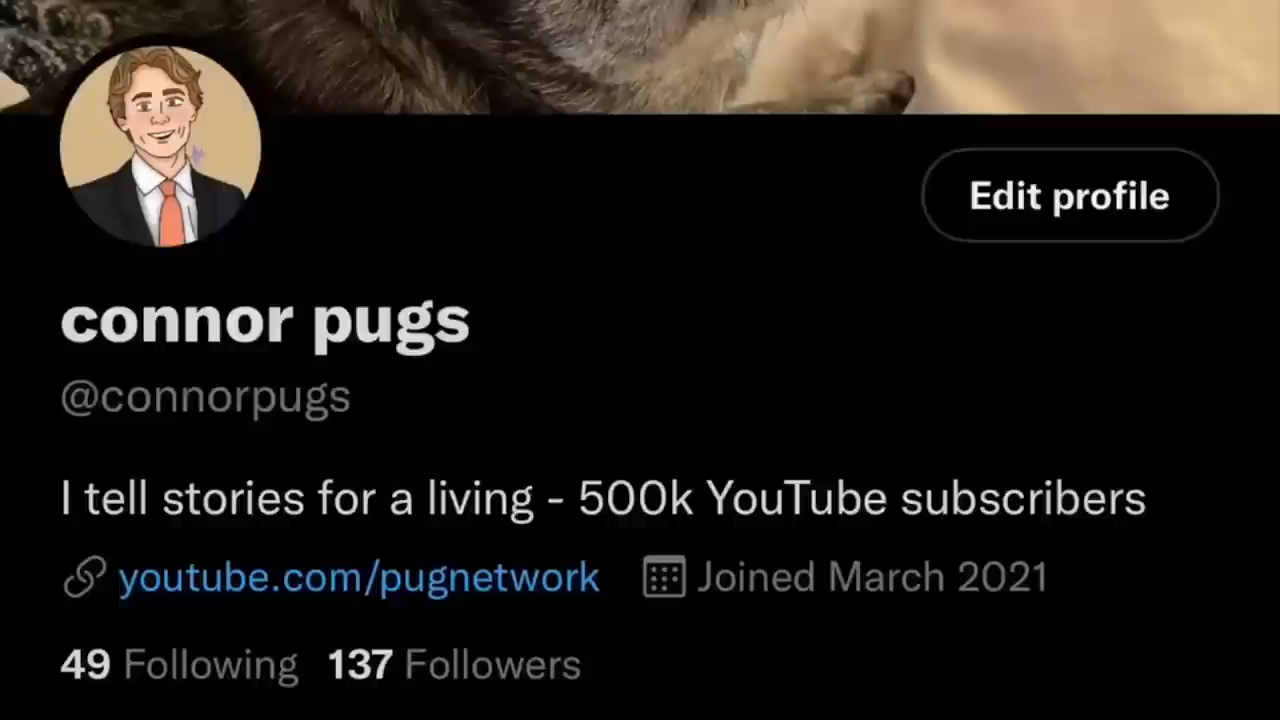 Edit profile
connor pugs
@connorpugs
I tell stories for a living - 500k YouTube subscribers
youtube.com/pugnetwork Joined March 2021
49 Following 137 Followers